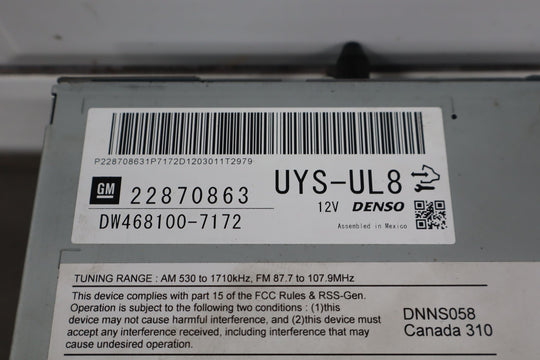 P228708631P7172D1203011T2979
GM 22870863 UYS-UL8
12V DENSO
DW468100-7172 Assembled in Mexico
TUNING RANGE : AM 530 to 1710kHz, FM 87.7 to 107.9MHz
This device complies with part 15 of the FCC Rules & RSS-Gen.
Operation is subject to the following two conditions : (1)this
device may not cause harmful interference, and (2)this device must
accept any interference received, including interference that may
cause undesired operation.
DNNS058
Canada 310